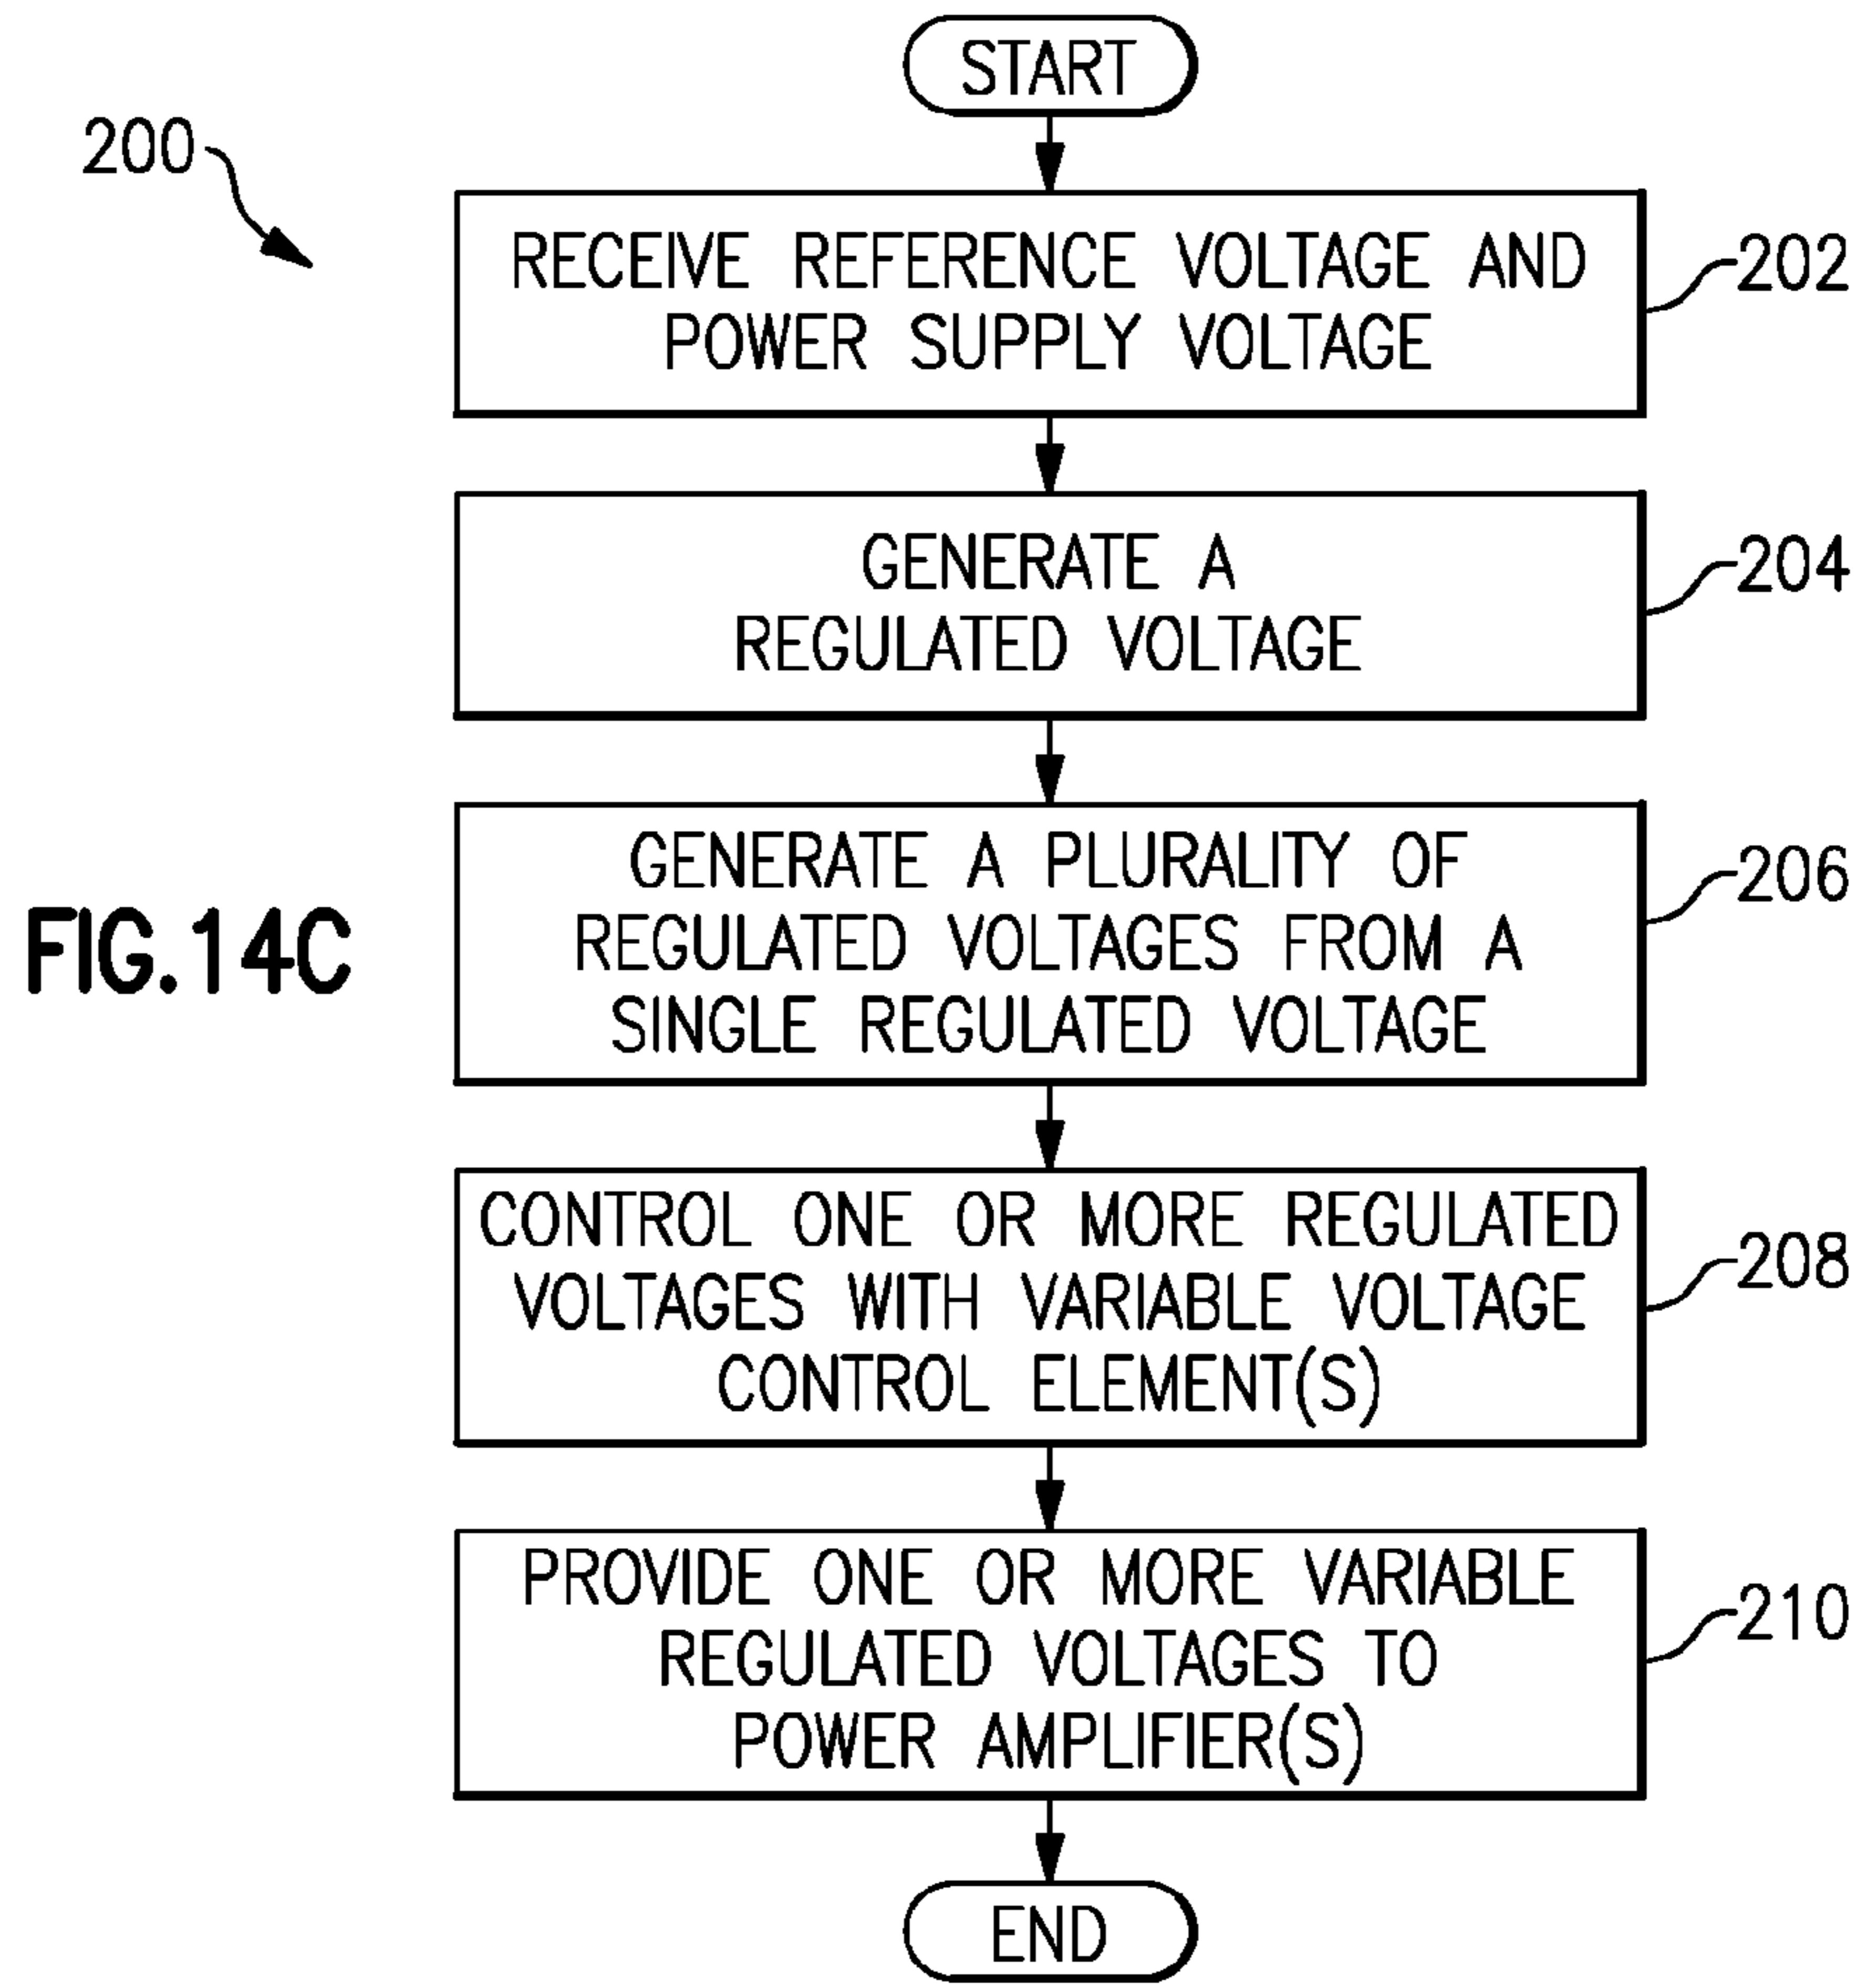 START
200
RECEIVE REFERENCE VOLTAGE AND
POWER SUPPLY VOLTAGE
202
GENERATE A
REGULATED VOLTAGE
204
GENERATE A PLURALITY OF
REGULATED VOLTAGES FROM A
SINGLE REGULATED VOLTAGE
206
FIG.14C
CONTROL ONE OR MORE REGULATED
VOLTAGES WITH VARIABLE VOLTAGE
CONTROL ELEMENT(S)
208
PROVIDE ONE OR MORE VARIABLE
REGULATED VOLTAGES TO
POWER AMPLIFIER(S)
210
END